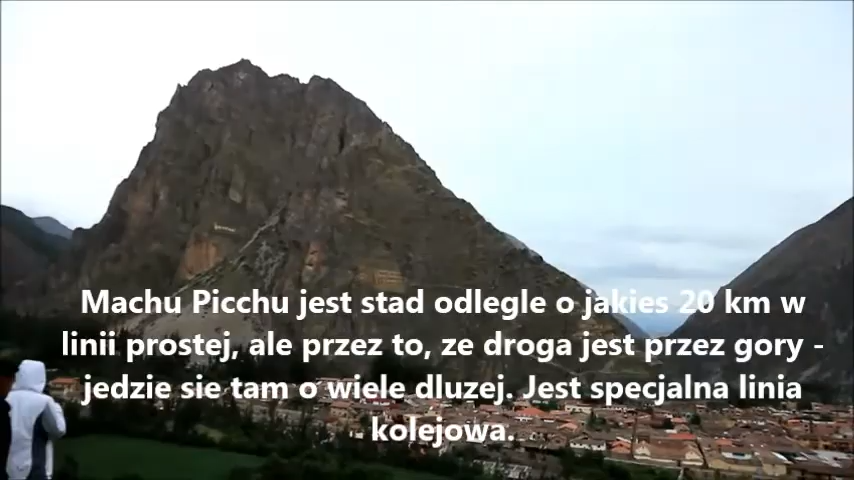 Machu Picchu jest stad odlegle o jakies 20 km w
linii prostej, ale przez to, ze droga jest przez gory -
jedzie sie tam o wiele dluzej. Jest specjalna linia
kolejowa.